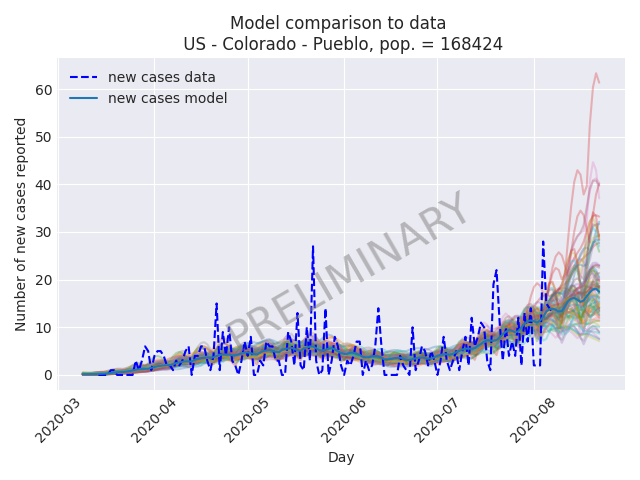 Model comparison to data
US - Colorado - Pueblo, pop. = 168424
new cases data
new cases model
PRELIMINARY
Number of new cases reported
60
50
40
30
20
10
0
2020-03
2020-04
2020-05
2020-06
2020-07
2020-08
Day